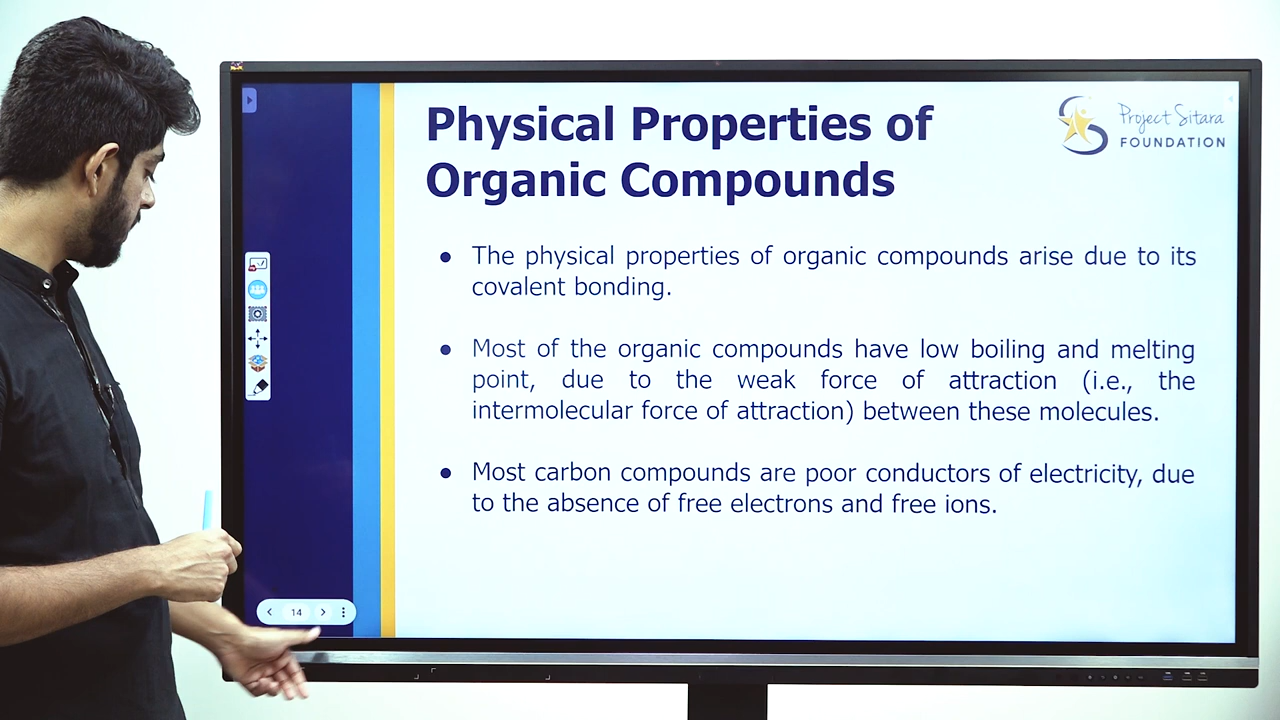 Physical Properties of
Organic Compounds
Project Sitara
FOUNDATION
● The physical properties of organic compounds arise due to its
covalent bonding.
● Most of the organic compounds have low boiling and melting
point, due to the weak force of attraction (i.e., the
intermolecular force of attraction) between these molecules.
● Most carbon compounds are poor conductors of electricity, due
to the absence of free electrons and free ions.
14